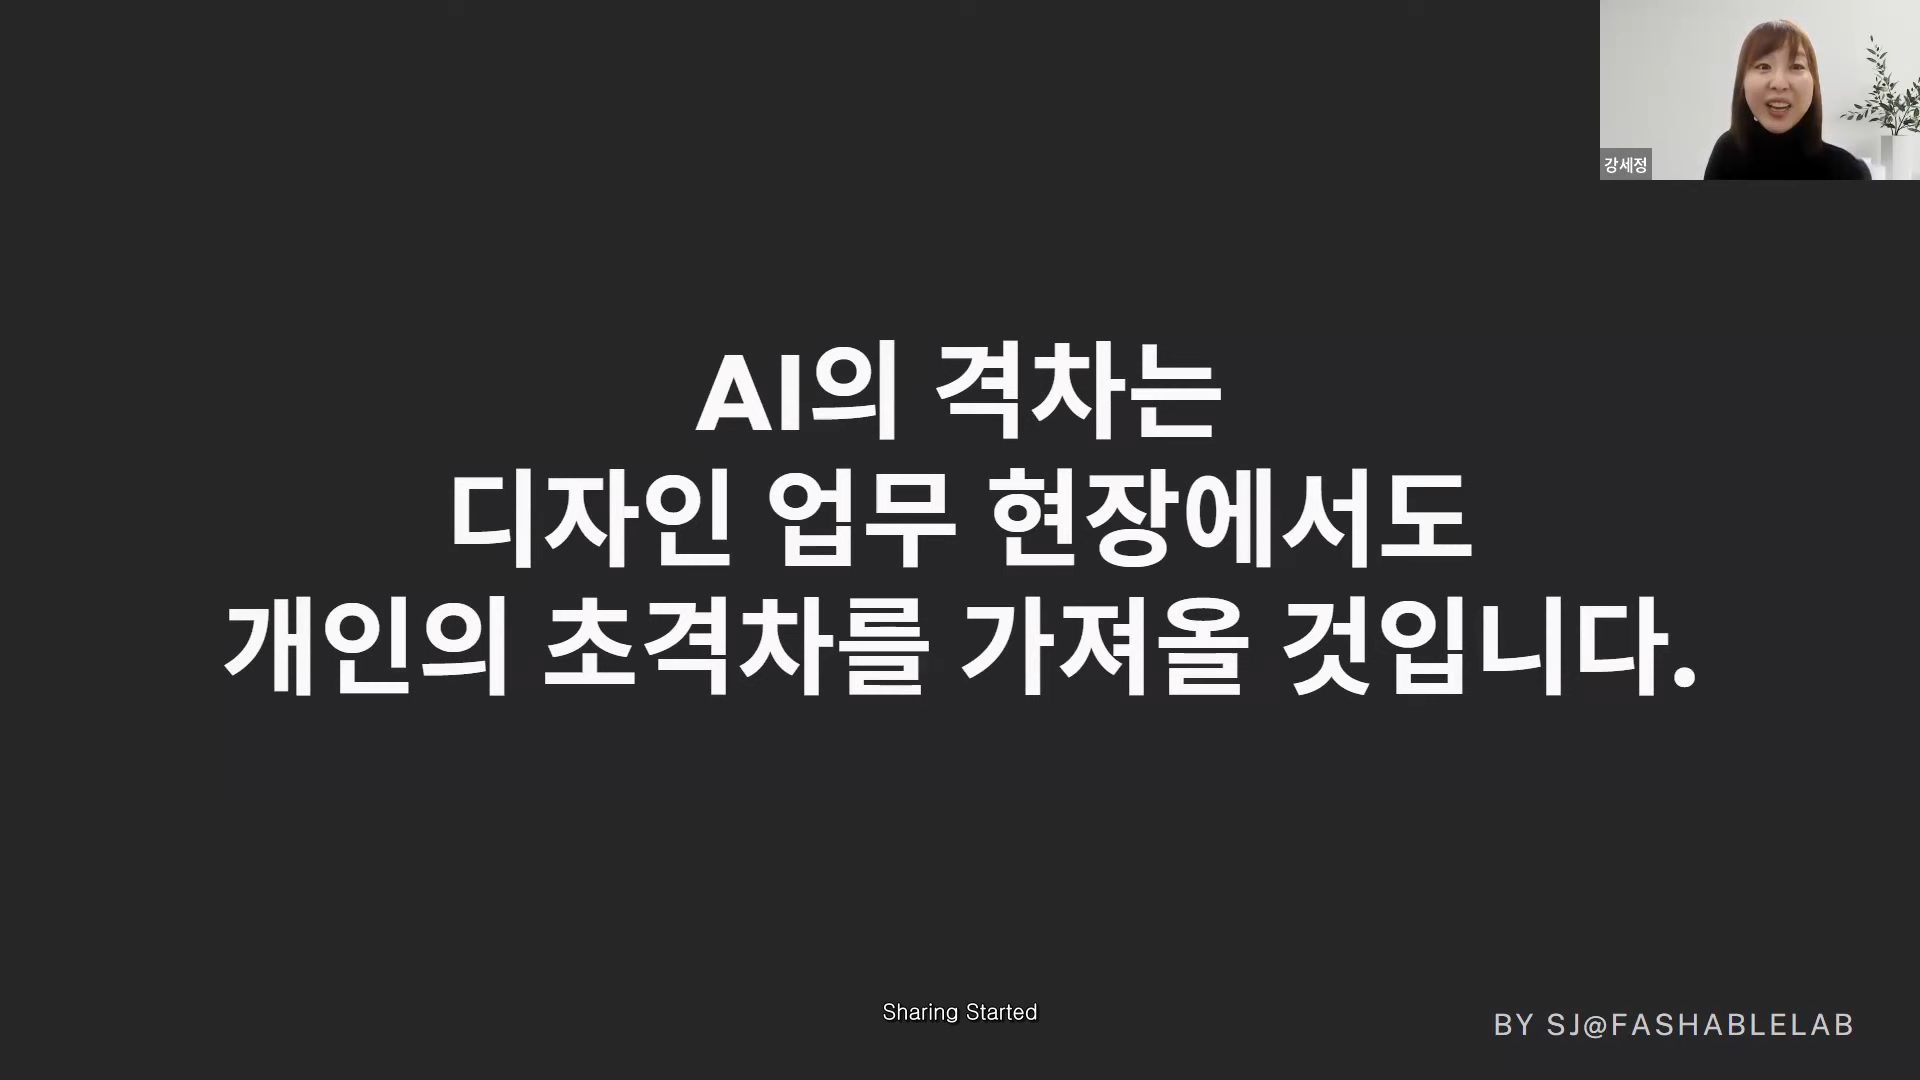 강세정
AI의 격차는
디자인 업무 현장에서도
개인의 초격차를 가져올 것입니다.
Sharing Started
BY SJ@FASHABLELAB